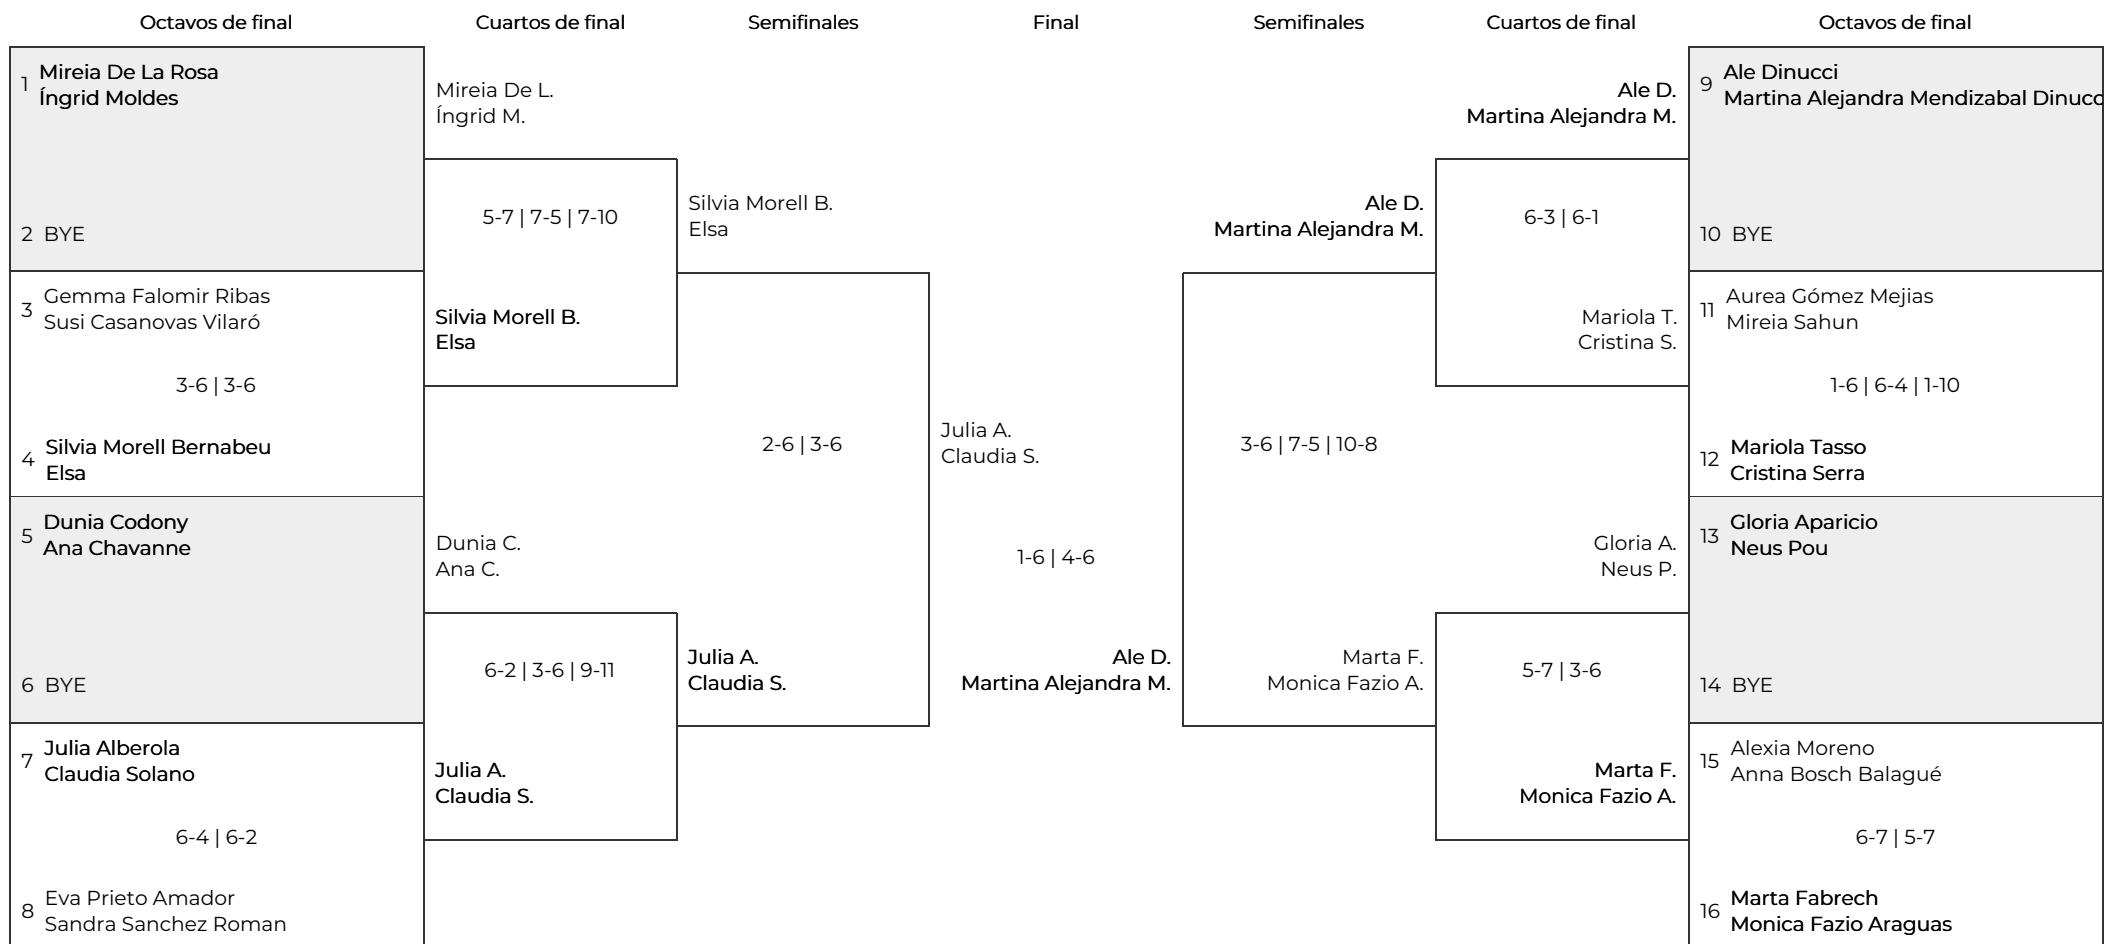 Octavos de final
Cuartos de final
Semifinales
Final
Semifinales
Cuartos de final
Octavos de final
1
Mireia De La Rosa
Íngrid Moldes
2 BYE
3
Gemma Falomir Ribas
Susi Casanovas Vilaró
3-6 | 3-6
4
Silvia Morell Bernabeu
Elsa
5
Dunia Codony
Ana Chavanne
6 BYE
7
Julia Alberola
Claudia Solano
6-4 | 6-2
8
Eva Prieto Amador
Sandra Sanchez Roman
Mireia De L.
Íngrid M.
5-7 | 7-5 | 7-10
Silvia Morell B.
Elsa
Dunia C.
Ana C.
6-2 | 3-6 | 9-11
Julia A.
Claudia S.
Silvia Morell B.
Elsa
2-6 | 3-6
Julia A.
Claudia S.
Julia A.
Claudia S.
1-6 | 4-6
Ale D.
Martina Alejandra M.
Ale D.
Martina Alejandra M.
3-6 | 7-5 | 10-8
Marta F.
Monica Fazio A.
Ale D.
Martina Alejandra M.
6-3 | 6-1
Mariola T.
Cristina S.
Gloria A.
Neus P.
5-7 | 3-6
Marta F.
Monica Fazio A.
9
Ale Dinucci
Martina Alejandra Mendizabal Dinucc
10 BYE
11
Aurea Gómez Mejias
Mireia Sahun
1-6 | 6-4 | 1-10
12
Mariola Tasso
Cristina Serra
13
Gloria Aparicio
Neus Pou
14 BYE
15
Alexia Moreno
Anna Bosch Balagué
6-7 | 5-7
16
Marta Fabrech
Monica Fazio Araguas